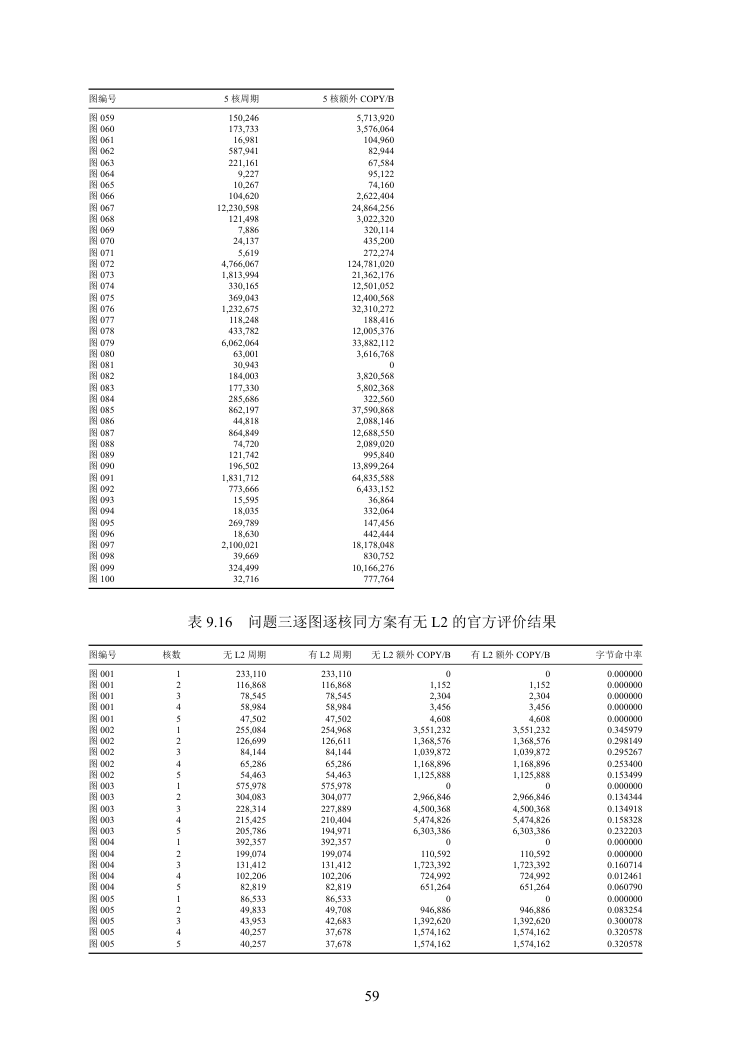 图编号 5 核周期 5 核额外 COPY/B
图 059 150,246 5,713,920
图 060 173,733 3,576,064
图 061 16,981 104,960
图 062 587,941 82,944
图 063 221,161 67,584
图 064 9,227 95,122
图 065 10,267 74,160
图 066 104,620 2,622,404
图 067 12,230,598 24,864,256
图 068 121,498 3,022,320
图 069 7,886 320,114
图 070 24,137 435,200
图 071 5,619 272,274
图 072 4,766,067 124,781,020
图 073 1,813,994 21,362,176
图 074 330,165 12,501,052
图 075 369,043 12,400,568
图 076 1,232,675 32,310,272
图 077 118,248 188,416
图 078 433,782 12,005,376
图 079 6,062,064 33,882,112
图 080 63,001 3,616,768
图 081 30,943 0
图 082 184,003 3,820,568
图 083 177,330 5,802,368
图 084 285,686 322,560
图 085 862,197 37,590,868
图 086 44,818 2,088,146
图 087 864,849 12,688,550
图 088 74,720 2,089,020
图 089 121,742 995,840
图 090 196,502 13,899,264
图 091 1,831,712 64,835,588
图 092 773,666 6,433,152
图 093 15,595 36,864
图 094 18,035 332,064
图 095 269,789 147,456
图 096 18,630 442,444
图 097 2,100,021 18,178,048
图 098 39,669 830,752
图 099 324,499 10,166,276
图 100 32,716 777,764
表 9.16 问题三逐图逐核同方案有无 L2 的官方评价结果
图编号 核数 无 L2 周期 有 L2 周期 无 L2 额外 COPY/B 有 L2 额外 COPY/B 字节命中率
图 001 1 233,110 233,110 0 0 0.000000
图 001 2 116,868 116,868 1,152 1,152 0.000000
图 001 3 78,545 78,545 2,304 2,304 0.000000
图 001 4 58,984 58,984 3,456 3,456 0.000000
图 001 5 47,502 47,502 4,608 4,608 0.000000
图 002 1 255,084 254,968 3,551,232 3,551,232 0.345979
图 002 2 126,699 126,611 1,368,576 1,368,576 0.298149
图 002 3 84,144 84,144 1,039,872 1,039,872 0.295267
图 002 4 65,286 65,286 1,168,896 1,168,896 0.253400
图 002 5 54,463 54,463 1,125,888 1,125,888 0.153499
图 003 1 575,978 575,978 0 0 0.000000
图 003 2 304,083 304,077 2,966,846 2,966,846 0.134344
图 003 3 228,314 227,889 4,500,368 4,500,368 0.134918
图 003 4 215,425 210,404 5,474,826 5,474,826 0.158328
图 003 5 205,786 194,971 6,303,386 6,303,386 0.232203
图 004 1 392,357 392,357 0 0 0.000000
图 004 2 199,074 199,074 110,592 110,592 0.000000
图 004 3 131,412 131,412 1,723,392 1,723,392 0.160714
图 004 4 102,206 102,206 724,992 724,992 0.012461
图 004 5 82,819 82,819 651,264 651,264 0.060790
图 005 1 86,533 86,533 0 0 0.000000
图 005 2 49,833 49,708 946,886 946,886 0.083254
图 005 3 43,953 42,683 1,392,620 1,392,620 0.300078
图 005 4 40,257 37,678 1,574,162 1,574,162 0.320578
图 005 5 40,257 37,678 1,574,162 1,574,162 0.320578
59